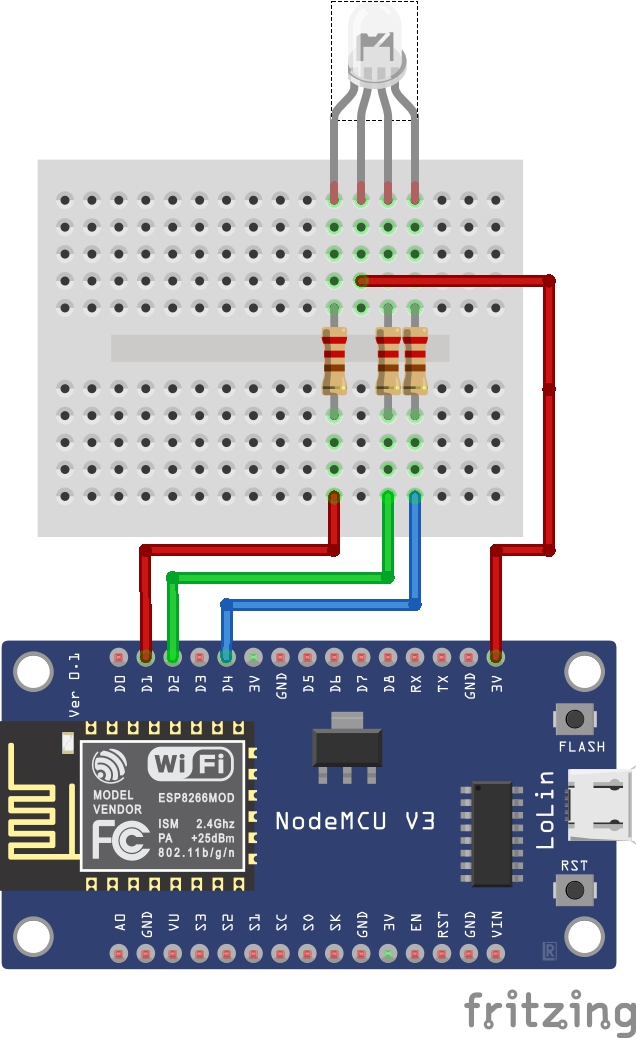 Ver 0.1
D0 D1 D2 D3 D4 3V GND D5 D6 D7 D8 RX TX GND 3V
FLASH
WiFi
MODEL
VENDOR
ESP8266MOD
FC
ISM 2.4Ghz
PA +25dBm
802.11b/g/n
NodeMCU V3
LoLin
RST
A0 GND VU S3 S2 S1 SC S0 SK GND 3V EN RST GND VIN
R
fritzing